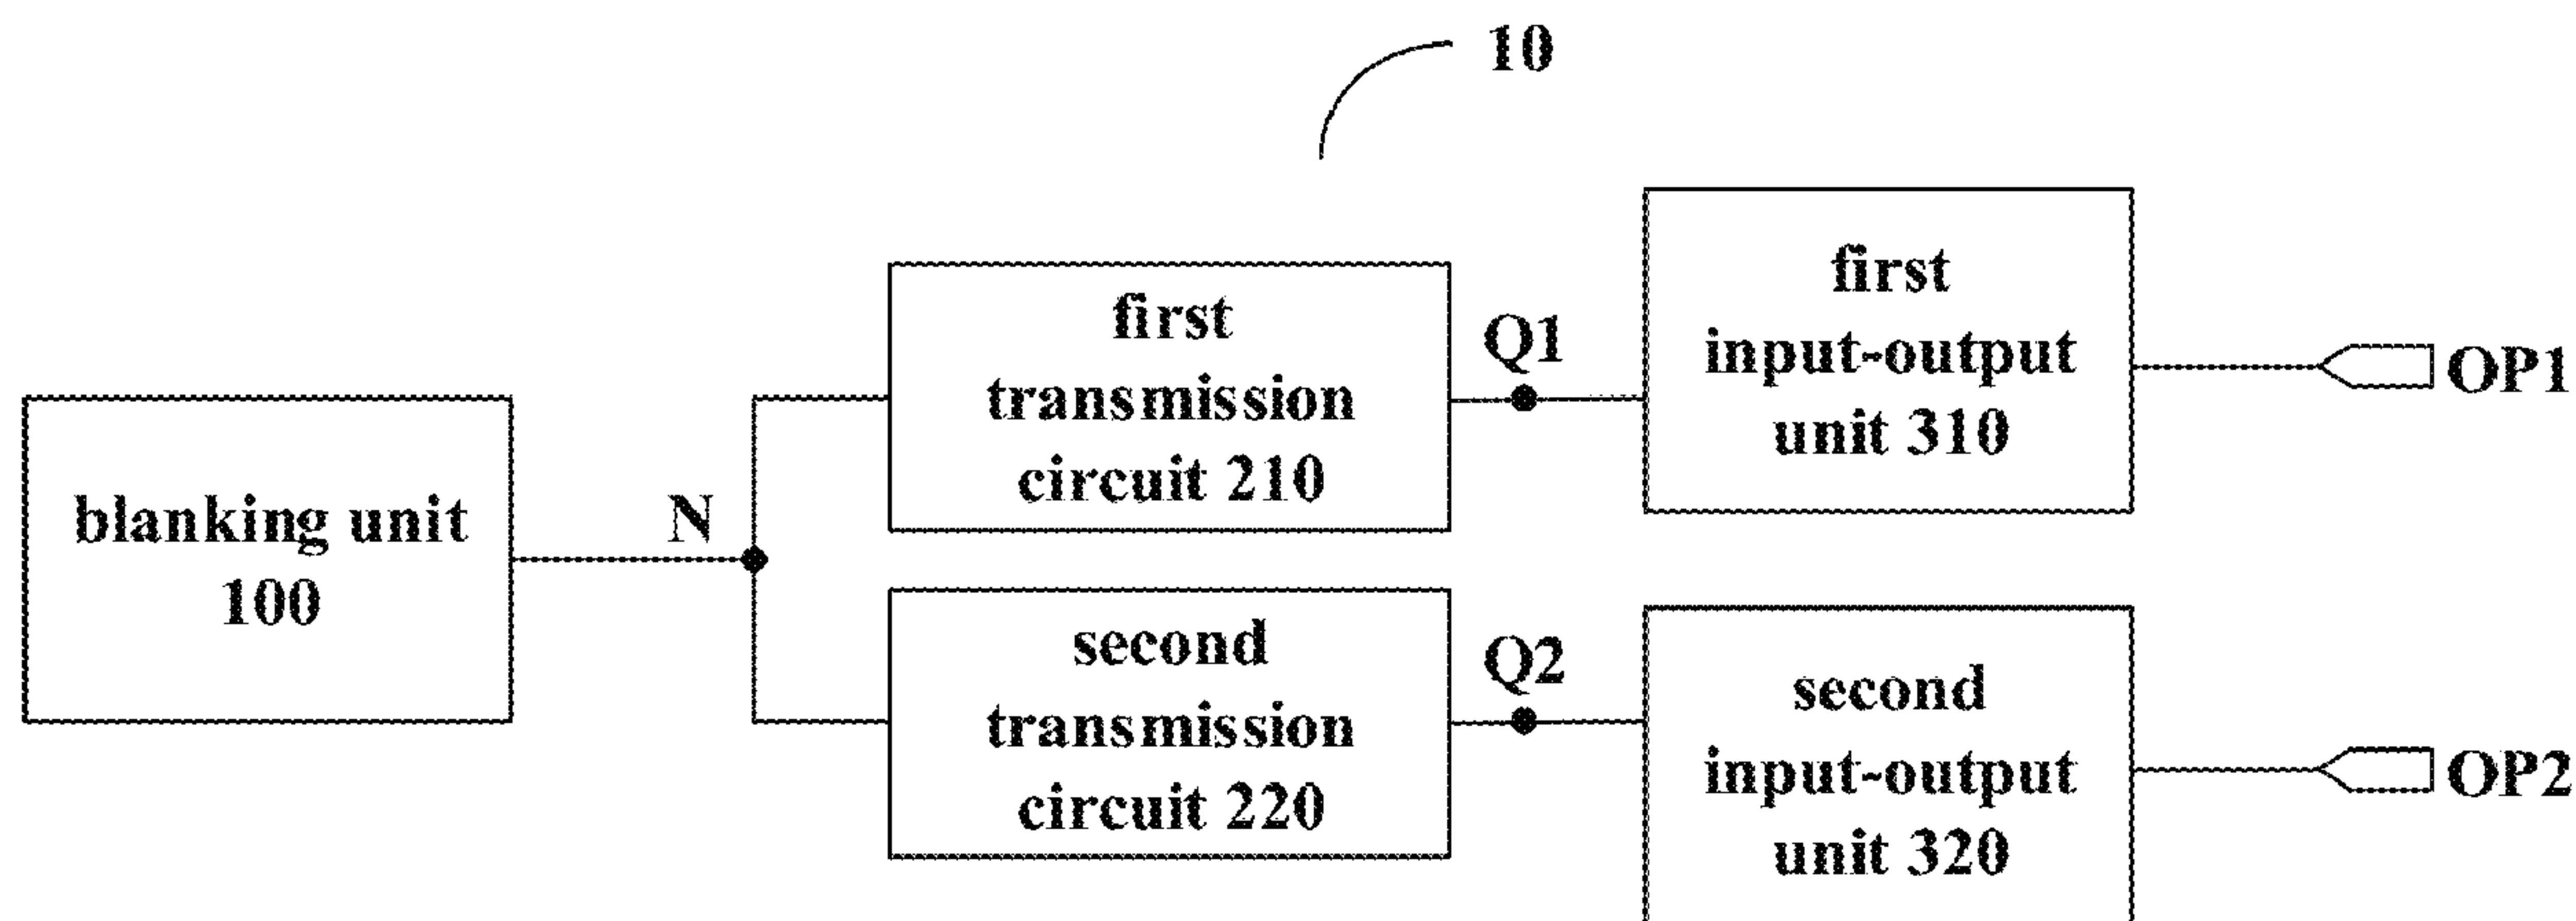 10
blanking unit
100
N
first
transmission
circuit 210
Q1
first
input-output
unit 310
OP1
second
transmission
circuit 220
Q2
second
input-output
unit 320
OP2